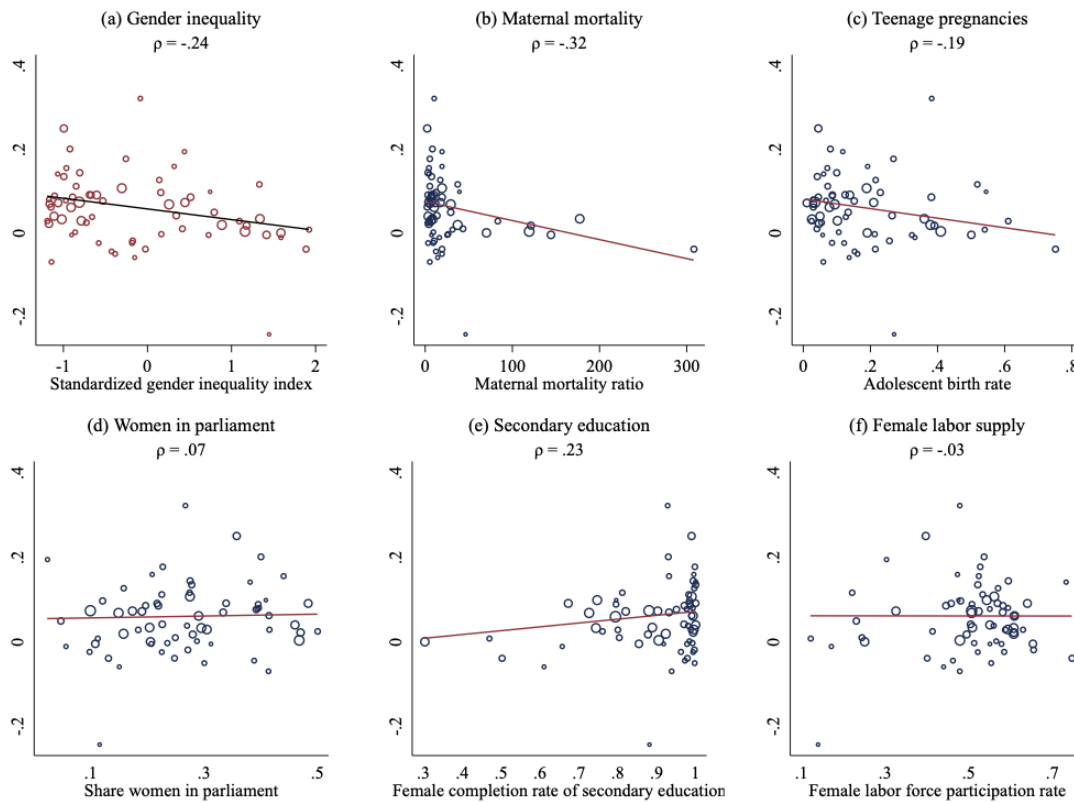 (a) Gender inequality
ρ = -.24
.4
.2
0
-.2
-1 0 1 2
Standardized gender inequality index
(b) Maternal mortality
ρ = -.32
0 100 200 300
Maternal mortality ratio
(c) Teenage pregnancies
ρ = -.19
.4
.2
0
-.2
0 .2 .4 .6 .8
Adolescent birth rate
(d) Women in parliament
ρ = .07
.4
.2
0
-.2
.1 .3 .5
Share women in parliament
(e) Secondary education
ρ = .23
.4
.2
0
-.2
.3 .4 .5 .6 .7 .8 .9 1
Female completion rate of secondary education
(f) Female labor supply
ρ = -.03
.4
.2
0
-.2
.1 .3 .5 .7
Female labor force participation rate